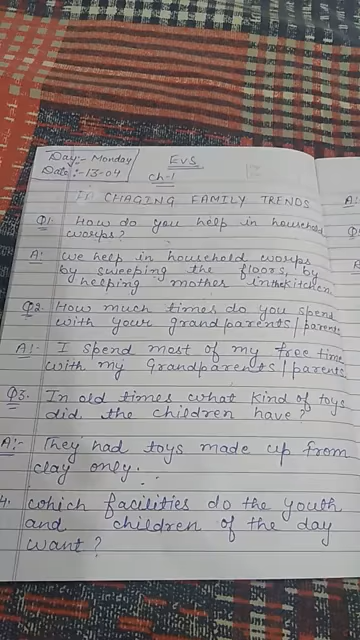 Day:- Monday
Date:-13-04
EVS
Ch-1
CHAGING FAMILY TRENDS
Q1. How do you help in household
worps?
A:- We help in household worps
by sweeping the floors, by
helping mother in the kitchen.
Q2. How much times do you spend
with your grandparents/parents
A:- I spend most of my free time
with my Grandparents/parents
Q3. In old times what kind of toys
did the children have?
A:- They had toys made up from
clay only.
4. which facilities do the youth
and children of the day
want?
A: